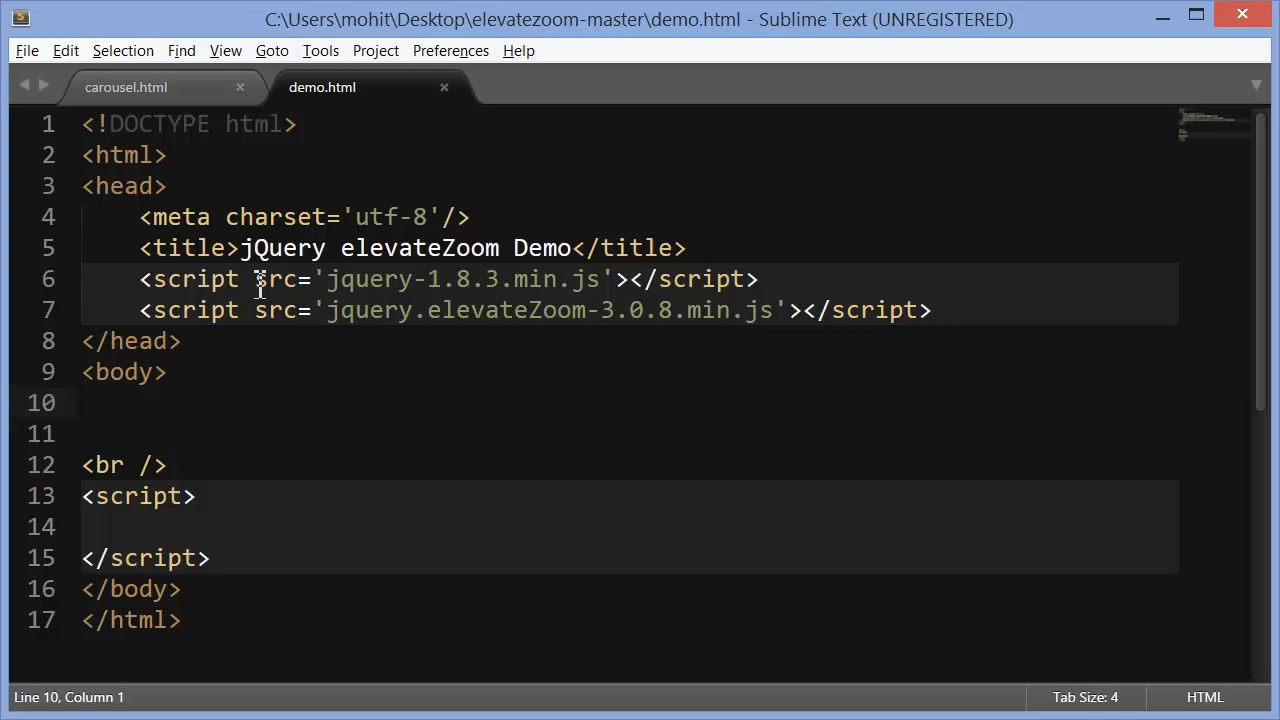 C:\Users\mohit\Desktop\elevatezoom-master\demo.html - Sublime Text (UNREGISTERED)
File Edit Selection Find View Goto Tools Project Preferences Help
carousel.html × demo.html ×
1 <!DOCTYPE html>
2 <html>
3 <head>
4     <meta charset='utf-8'/>
5     <title>jQuery elevateZoom Demo</title>
6     <script src='jquery-1.8.3.min.js'></script>
7     <script src='jquery.elevateZoom-3.0.8.min.js'></script>
8 </head>
9 <body>
10
11
12 <br />
13 <script>
14
15 </script>
16 </body>
17 </html>
Line 10, Column 1 Tab Size: 4 HTML